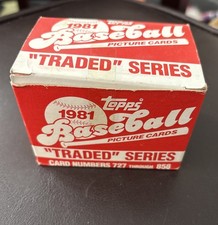 1981
Baseball
PICTURE CARDS
"TRADED" SERIES
Topps
1981
Baseball
PICTURE CARDS
"TRADED" SERIES
CARD NUMBERS 727 THROUGH 858